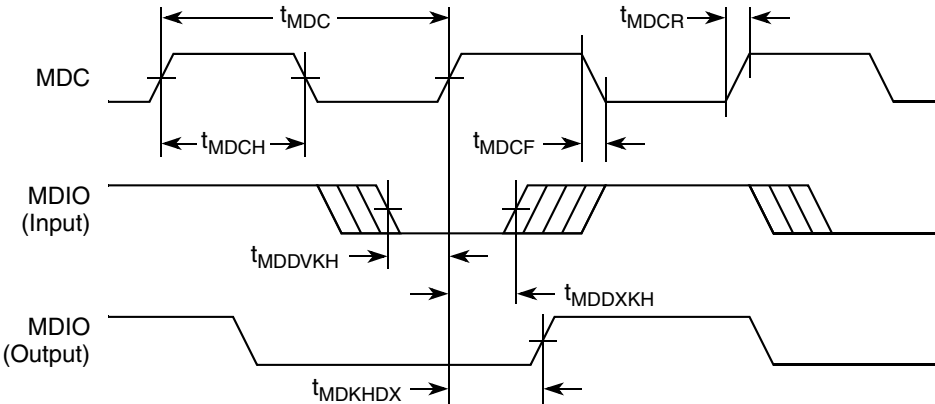 tMDC
tMDCR
MDC
tMDCH
tMDCF
MDIO
(Input)
tMDDVKH
tMDDXKH
MDIO
(Output)
tMDKHDX